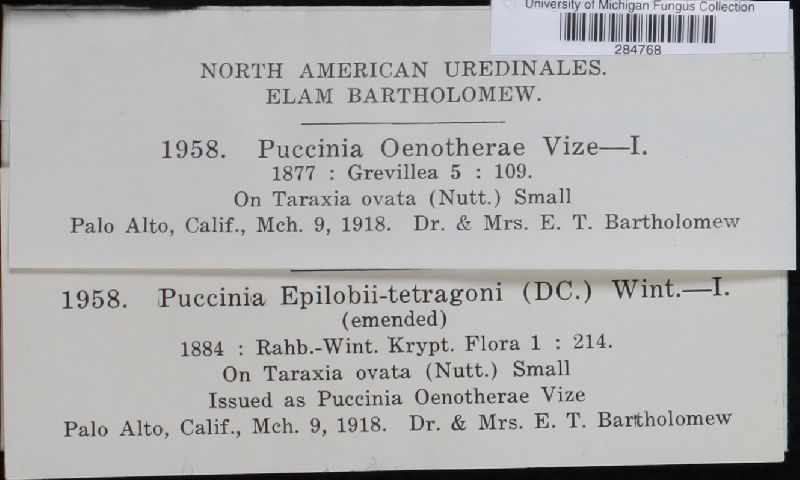 University of Michigan Fungus Collection
284768
NORTH AMERICAN UREDINALES.
ELAM BARTHOLOMEW.
1958. Puccinia Oenotherae Vize—I.
1877 : Grevillea 5 : 109.
On Taraxia ovata (Nutt.) Small
Palo Alto, Calif., Mch. 9, 1918. Dr. & Mrs. E. T. Bartholomew
1958. Puccinia Epilobii-tetragoni (DC.) Wint.—I.
(emended)
1884 : Rahb.-Wint. Krypt. Flora 1 : 214.
On Taraxia ovata (Nutt.) Small
Issued as Puccinia Oenotherae Vize
Palo Alto, Calif., Mch. 9, 1918. Dr. & Mrs. E. T. Bartholomew